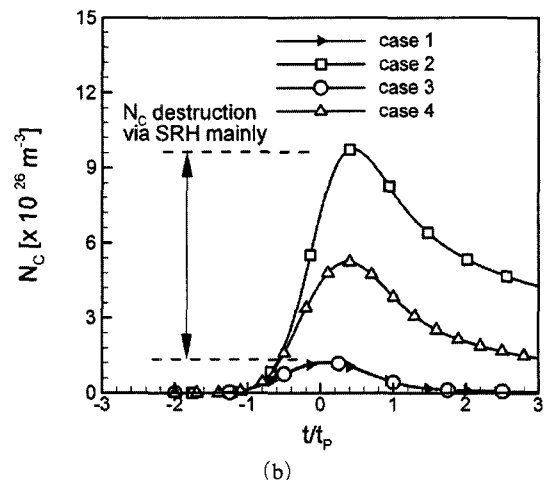 15
12
9
6
3
0
N_C [x 10^26 m^-3]
case 1
case 2
case 3
case 4
N_C destruction
via SRH mainly
-3 -2 -1 0 1 2 3
t/t_P
(b)